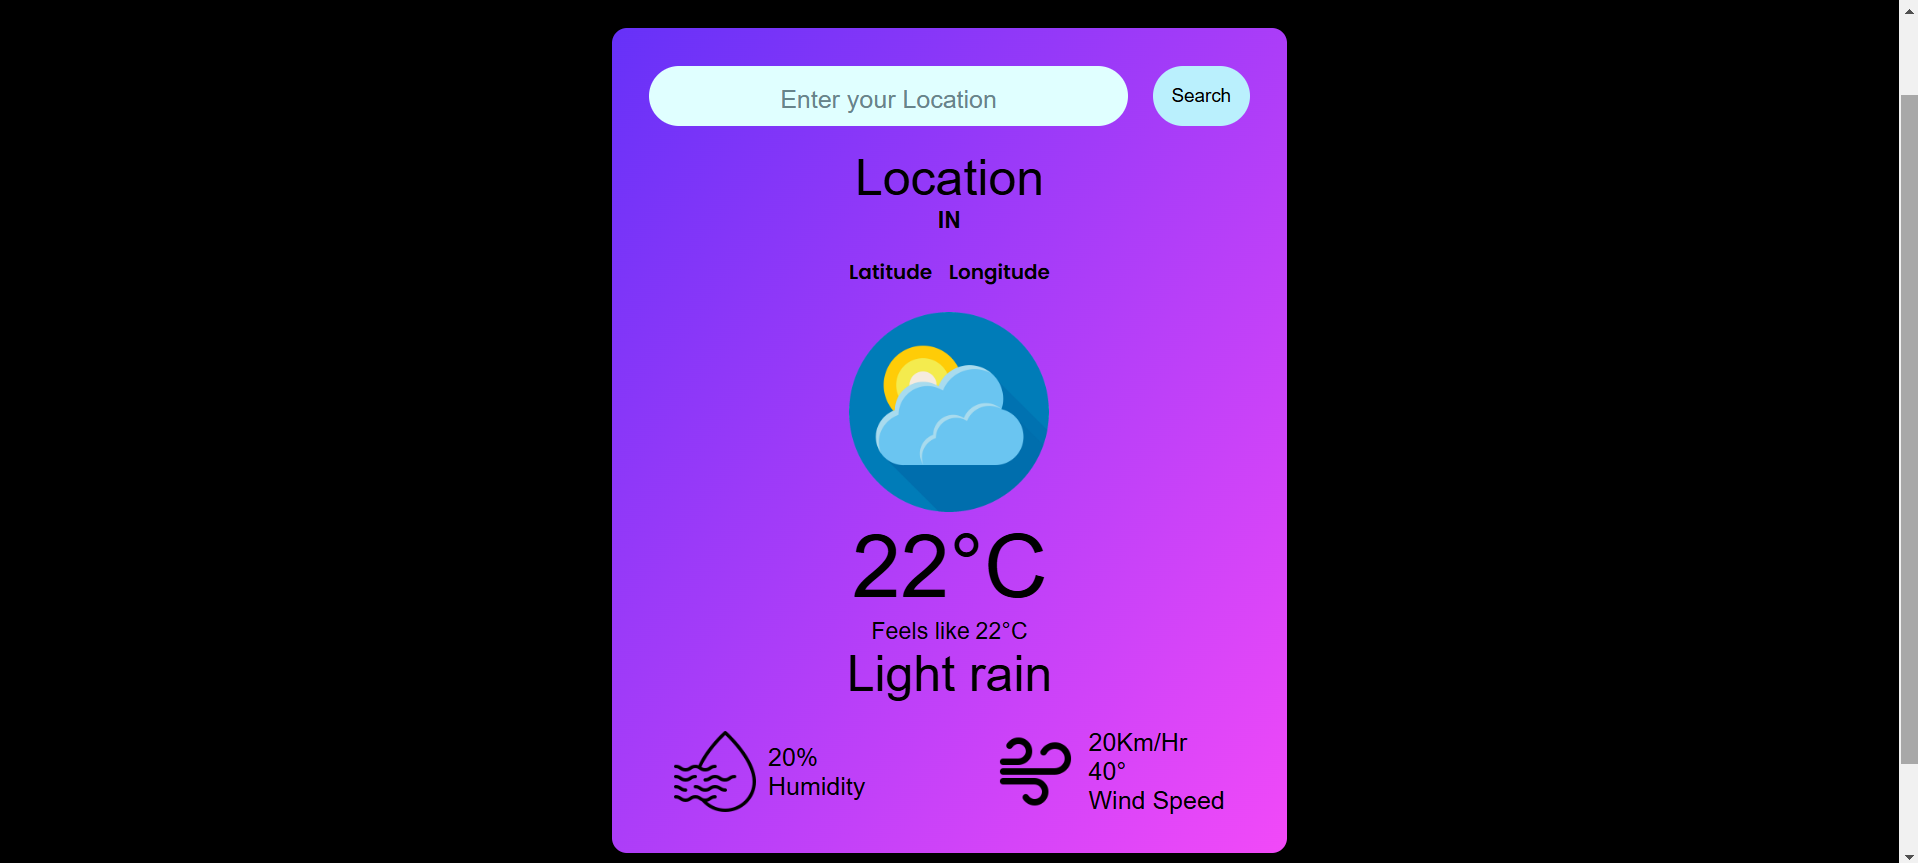 Enter your Location
Search
Location
IN
Latitude Longitude
22°C
Feels like 22°C
Light rain
20%
Humidity
20Km/Hr
40°
Wind Speed